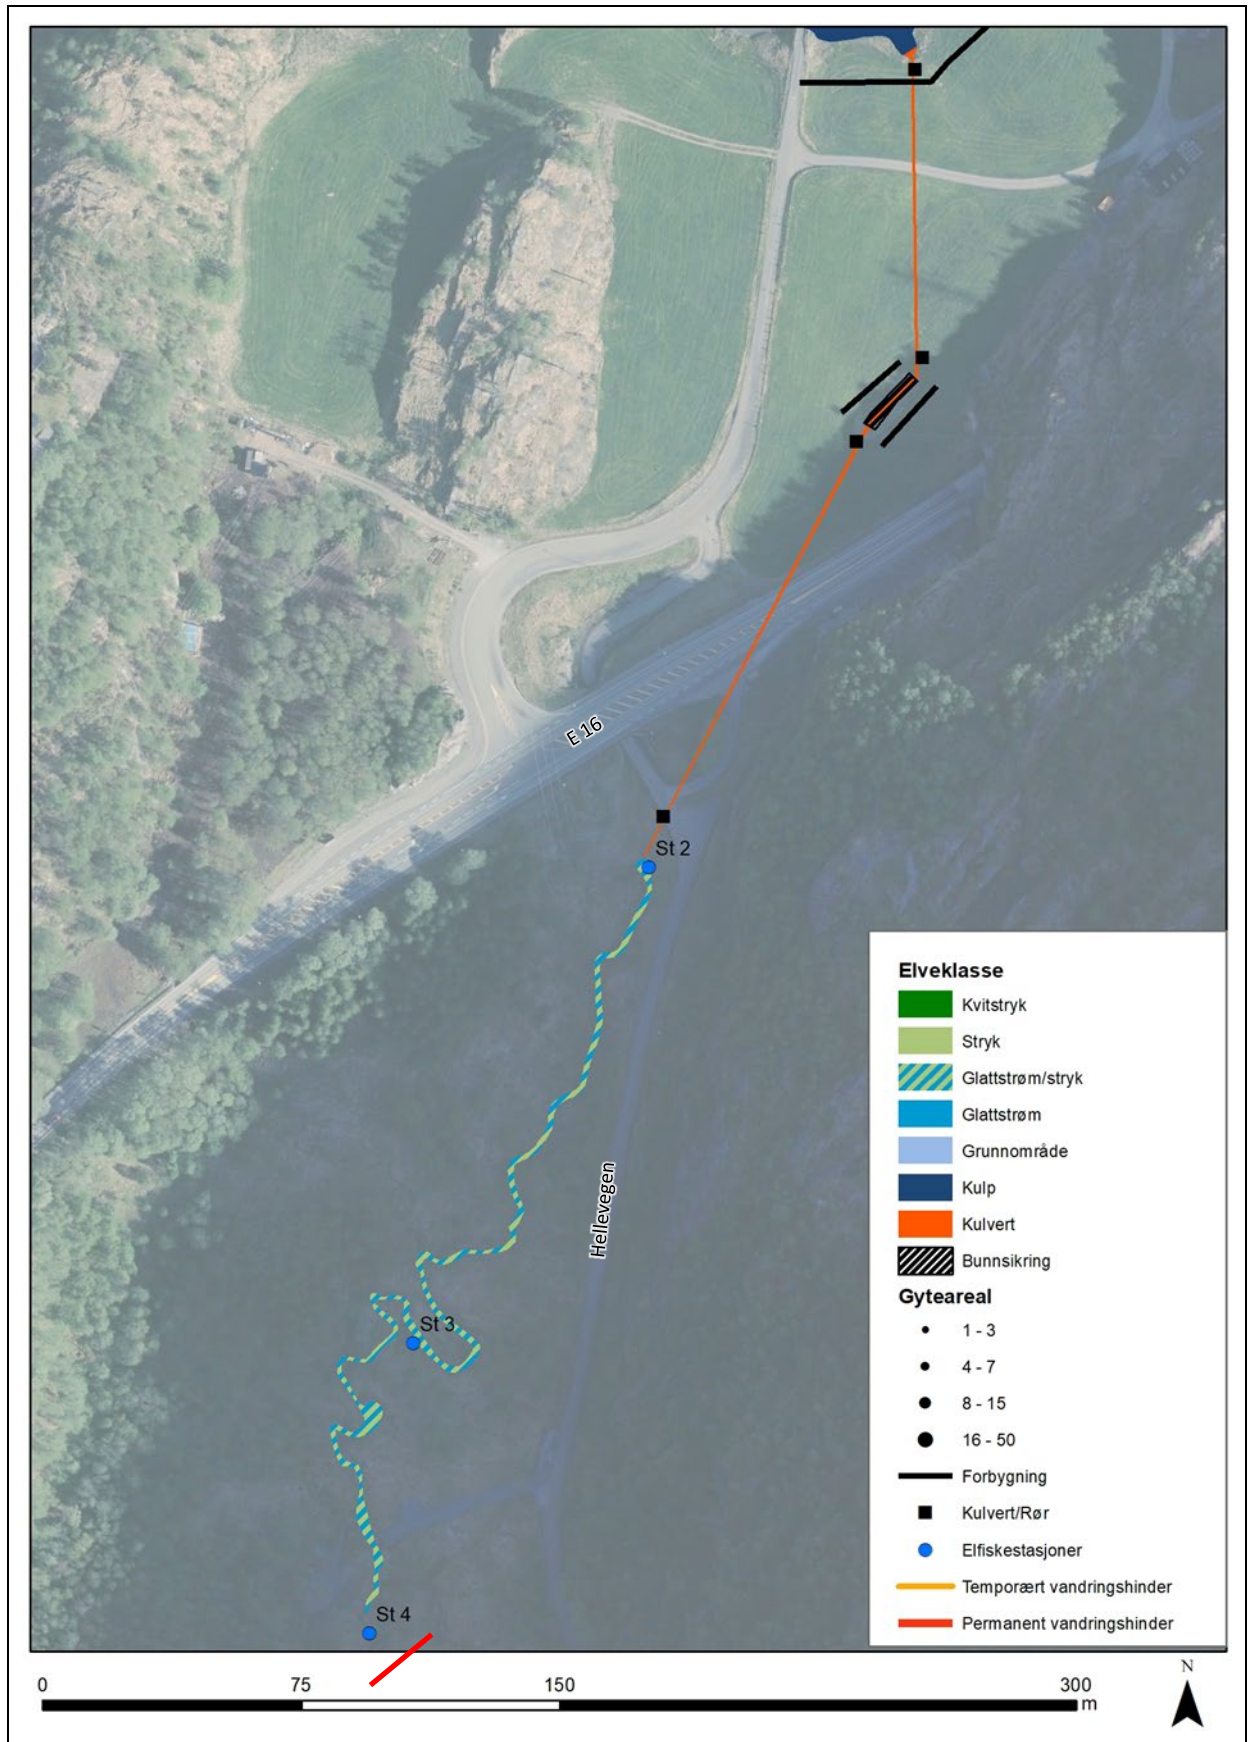 E 16
St 2
Hellevegen
St 3
St 4
Elveklasse
Kvitstryk
Stryk
Glattstrøm/stryk
Glattstrøm
Grunnområde
Kulp
Kulvert
Bunnsikring
Gyteareal
1 - 3
4 - 7
8 - 15
16 - 50
Forbygning
Kulvert/Rør
Elfiskestasjoner
Temporært vandringshinder
Permanent vandringshinder
0 75 150 300 m
N